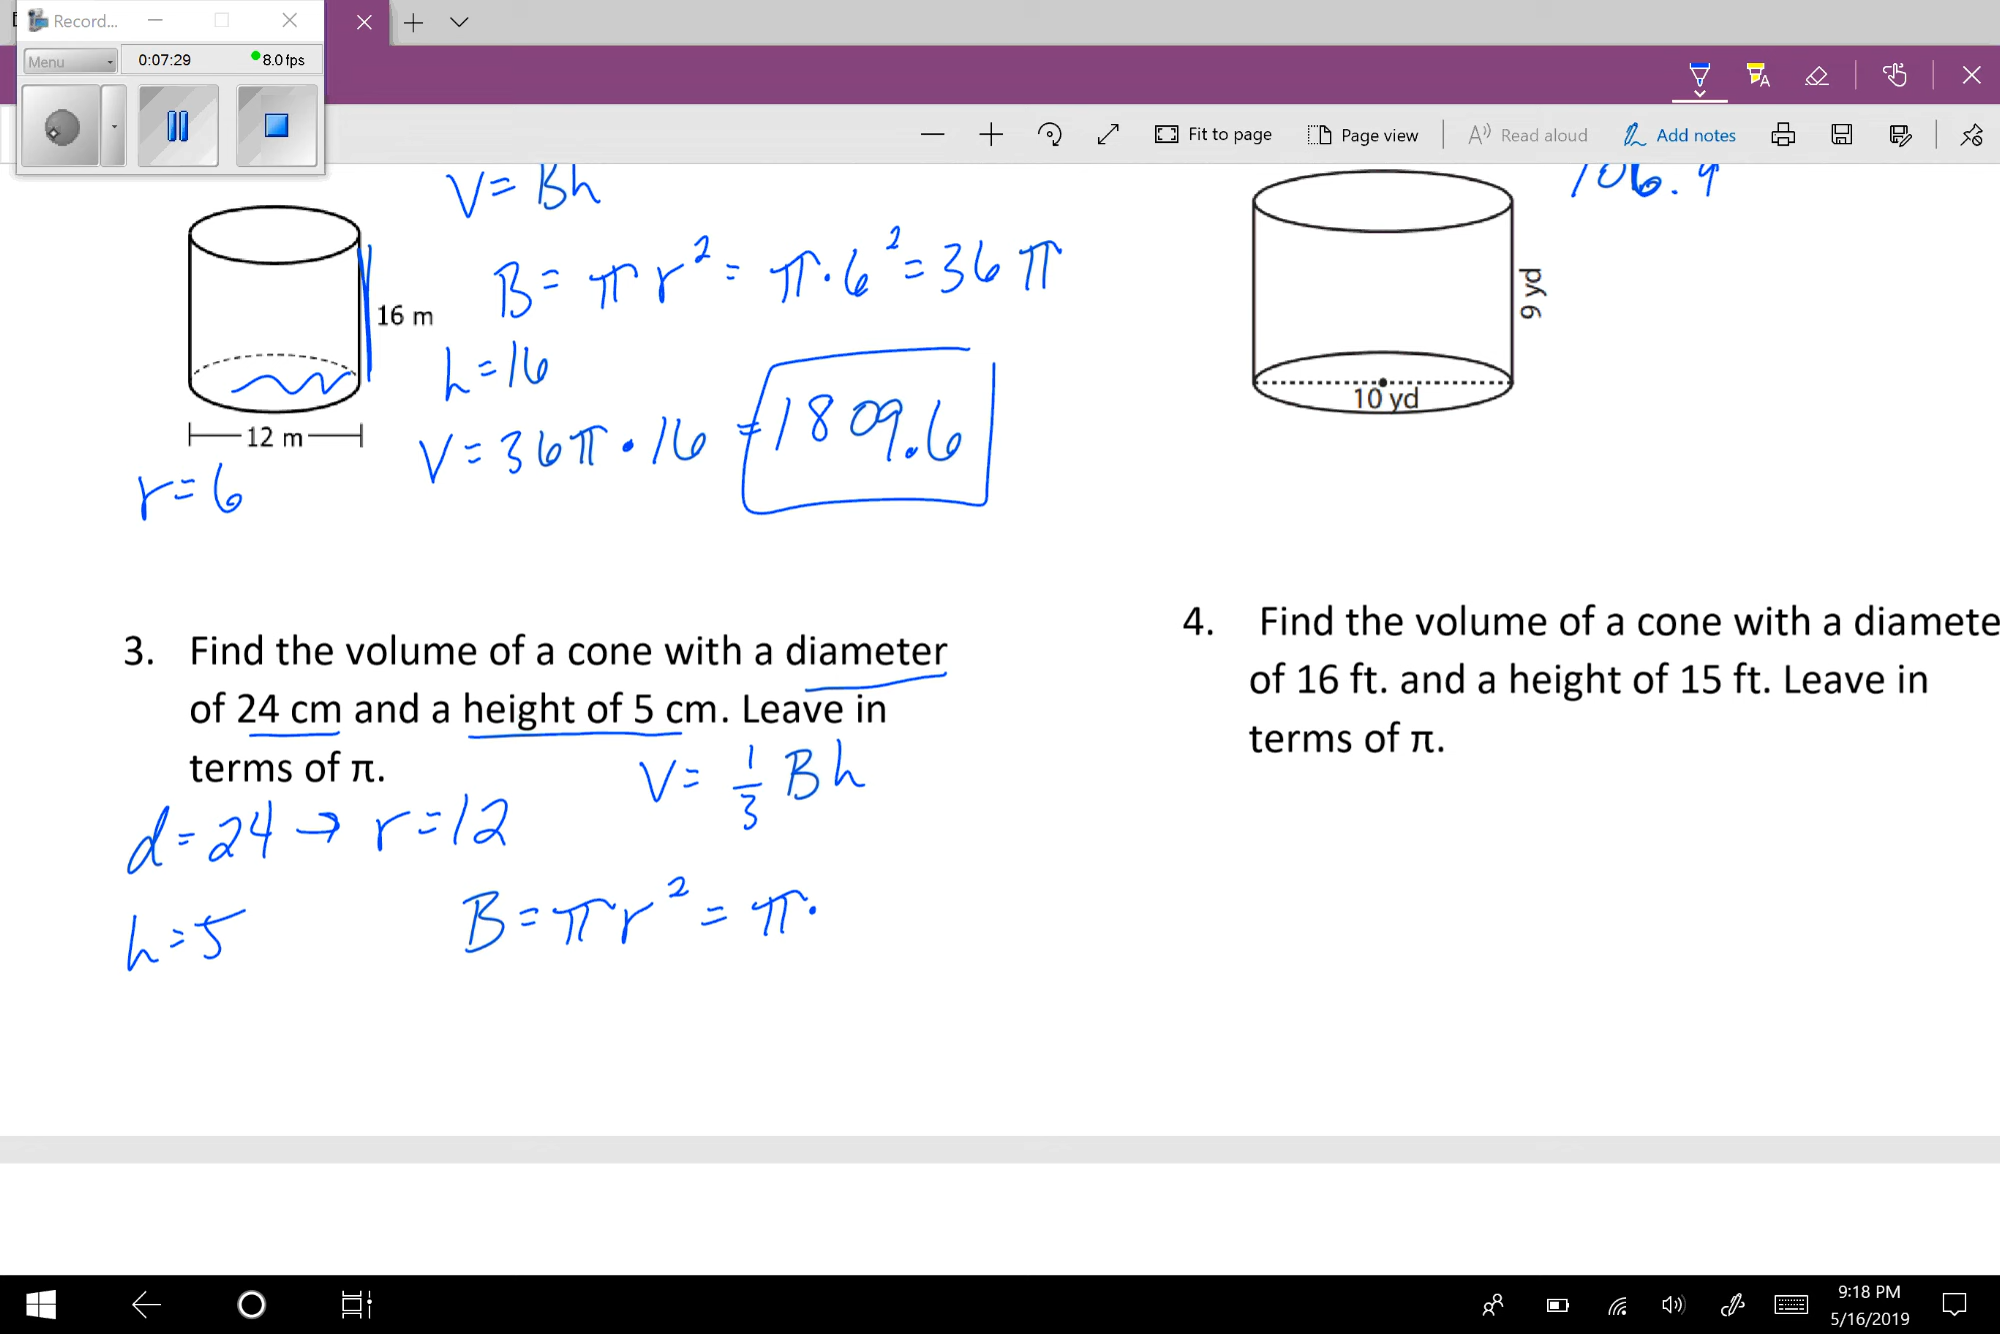 Record...
Menu
0:07:29
8.0 fps
Fit to page
Page view
Read aloud
Add notes
V = Bh
B = πr² = π·6² = 36π
16 m
h = 16
V = 36π · 16 = 1809.6
12 m
r = 6
106.9
9 yd
10 yd
3. Find the volume of a cone with a diameter
of 24 cm and a height of 5 cm. Leave in
terms of π.
V = 1/3 Bh
d = 24 → r = 12
h = 5
B = πr² = π·
4. Find the volume of a cone with a diamete
of 16 ft. and a height of 15 ft. Leave in
terms of π.
9:18 PM
5/16/2019